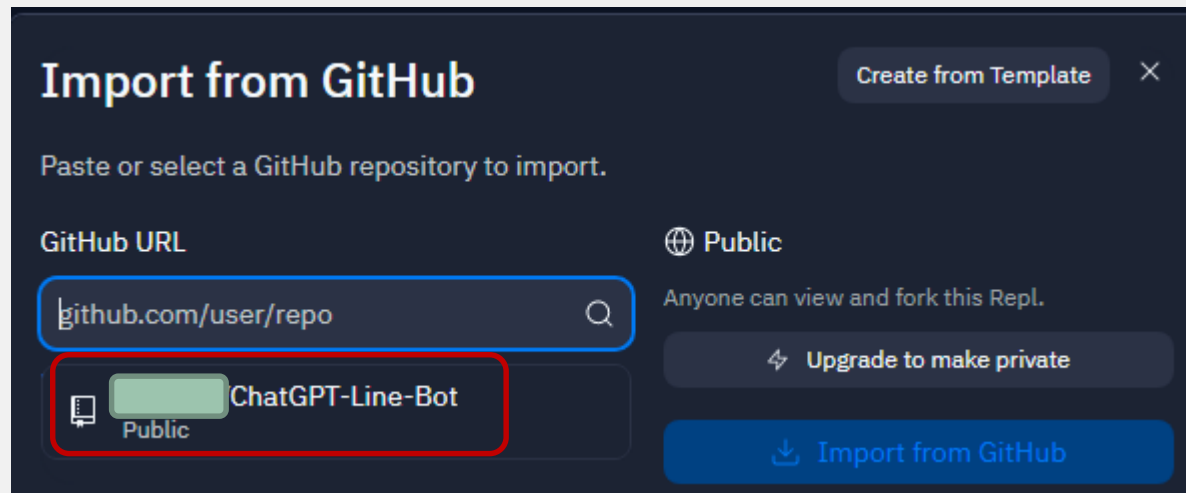 Import from GitHub
Create from Template
Paste or select a GitHub repository to import.
GitHub URL
github.com/user/repo
/ChatGPT-Line-Bot
Public
Public
Anyone can view and fork this Repl.
Upgrade to make private
Import from GitHub